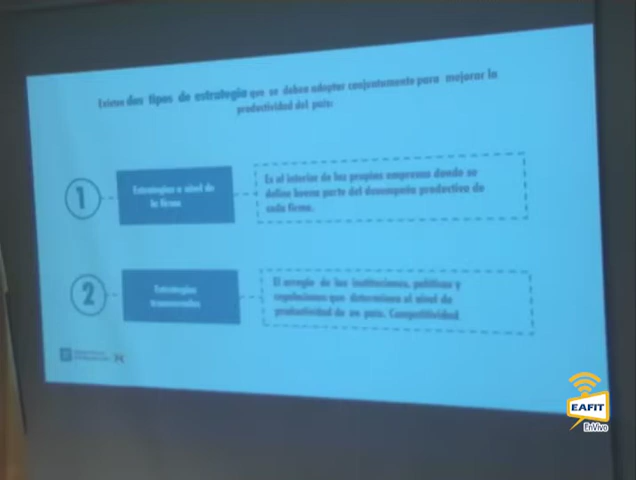 Existen dos tipos de estrategia que se deben adoptar conjuntamente para mejorar la
productividad del país:
1
Estrategias a nivel de
la firma
Es al interior de las propias empresas donde se
define buena parte del desempeño productivo de
cada firma.
2
Estrategias
transversales
El arreglo de las instituciones, políticas y
regulaciones que determinan el nivel de
productividad de un país. Competitividad
EAFIT
EnVivo